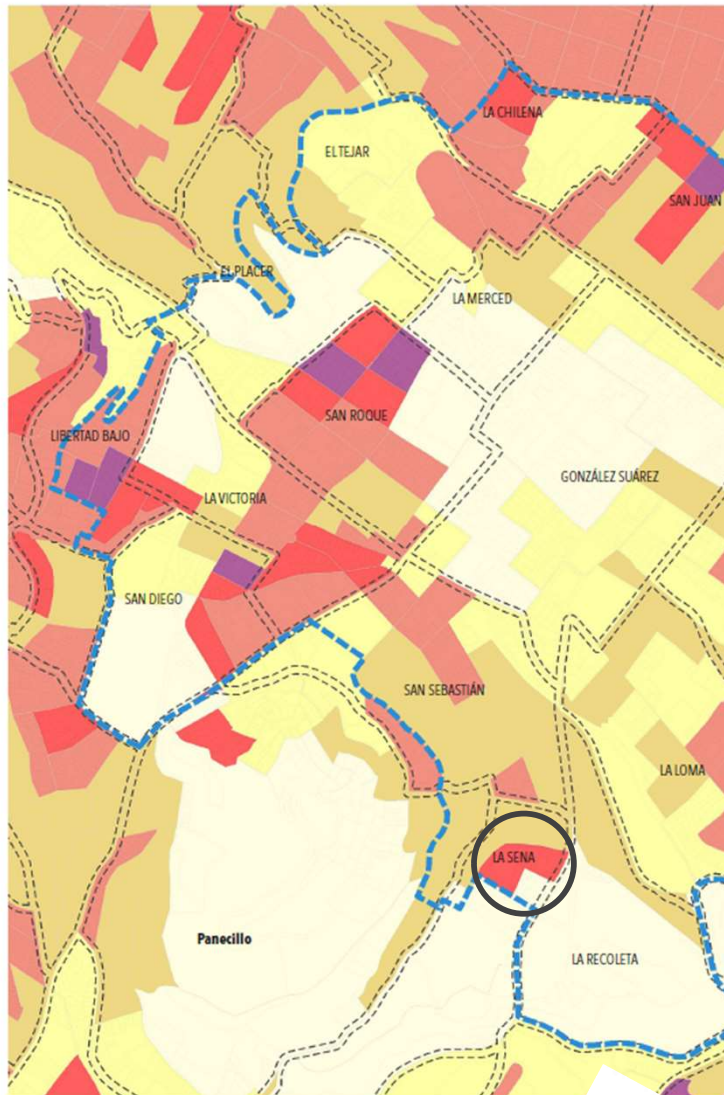 LA CHILENA
EL TEJAR
SAN JUAN
EL PLACER
LA MERCED
SAN ROQUE
LIBERTAD BAJO
GONZÁLEZ SUÁREZ
LA VICTORIA
SAN DIEGO
SAN SEBASTIÁN
LA LOMA
LA SENA
Panecillo
LA RECOLETA